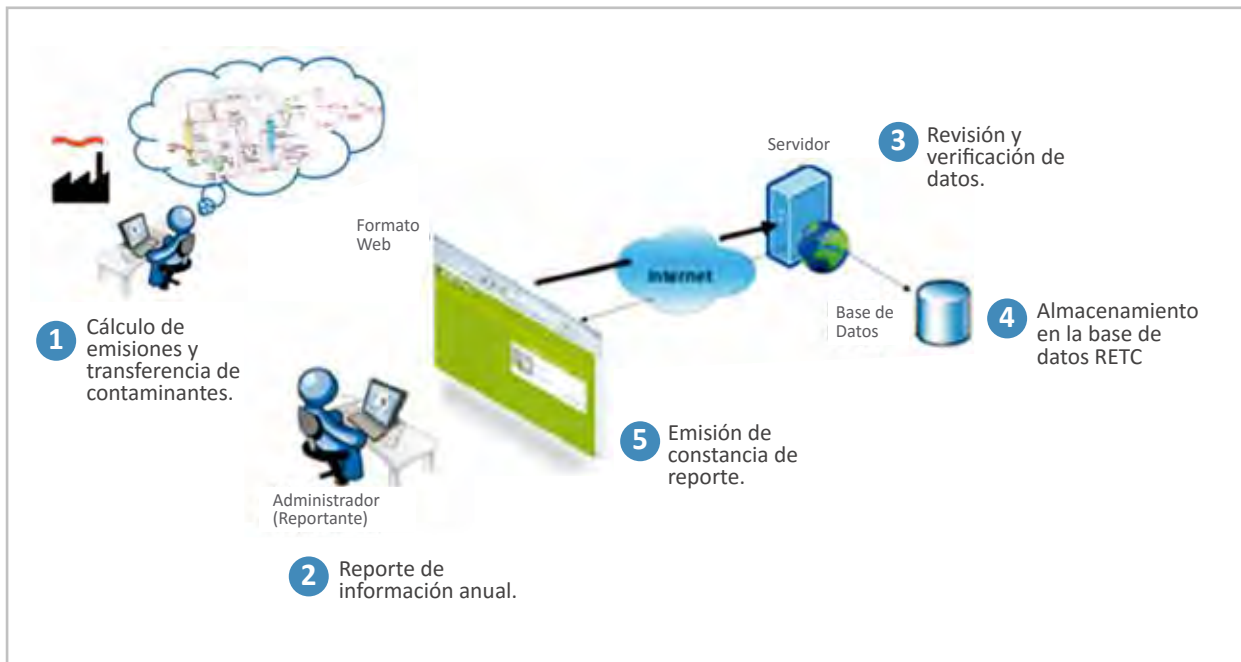 1
Cálculo de
emisiones y
transferencia de
contaminantes.
Administrador
(Reportante)
2
Reporte de
información anual.
Formato
Web
Internet
Servidor
3
Revisión y
verificación de
datos.
Base de
Datos
4
Almacenamiento
en la base de
datos RETC
5
Emisión de
constancia de
reporte.